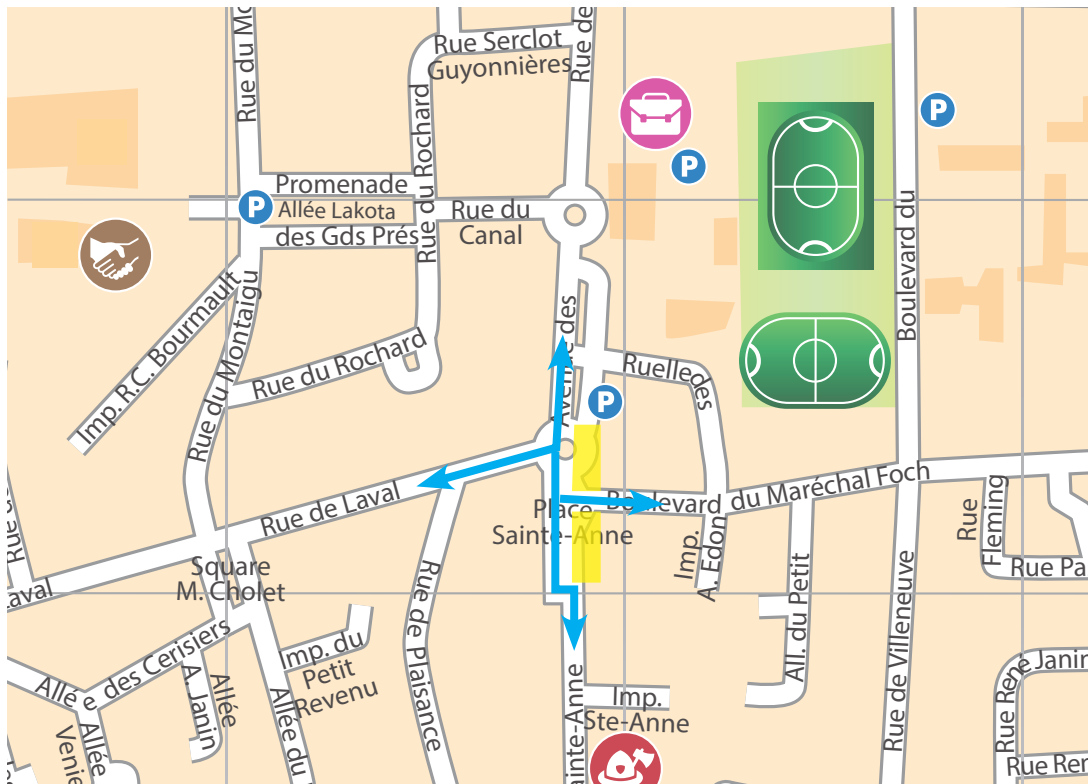 Rue du Mo
Rue Serclot
Guyonnières
Rue de
P
P
Rue du Rochard
Promenade
Allée Lakota
des Gds Prés
P
Rue du
Canal
Boulevard du
Imp. R.C. Bourmault
Rue du Montaigu
Rue du Rochard
Avenue des
Ruelle des
P
Rue de Laval
Boulevard du Maréchal Foch
Place
Sainte-Anne
Imp.
A. Edon
Rue
Fleming
Rue Pa
Laval
Square
M. Cholet
Rue de Plaisance
All. du Petit
Rue de Villeneuve
Allée des Cerisiers
Allée
A. Janin
Imp. du
Petit
Revenu
Allée du
Allée
Venie
ainte-Anne
Imp.
Ste-Anne
Rue René Janin
Rue Ren